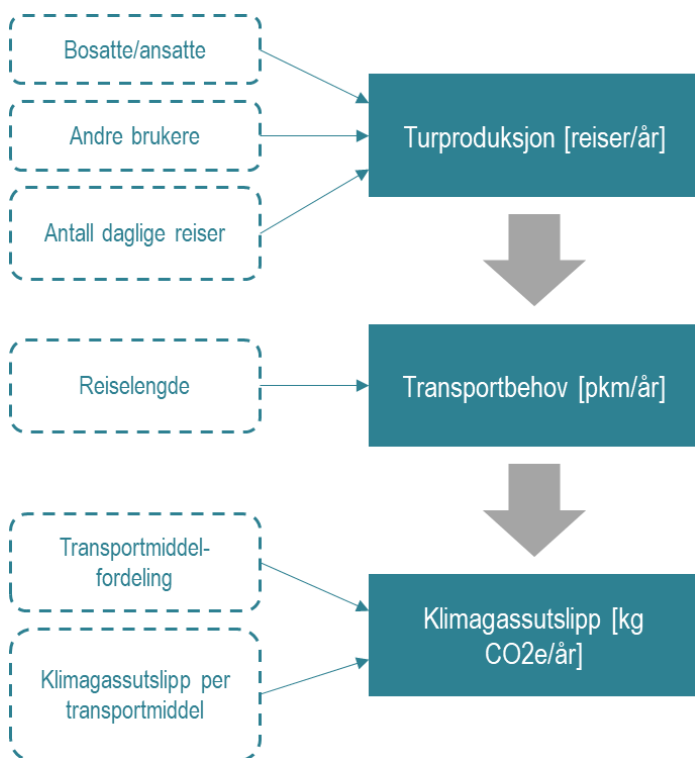 Bosatte/ansatte
Andre brukere
Antall daglige reiser
Turproduksjon [reiser/år]
Reiselengde
Transportbehov [pkm/år]
Transportmiddel-
fordeling
Klimagassutslipp per
transportmiddel
Klimagassutslipp [kg
CO2e/år]